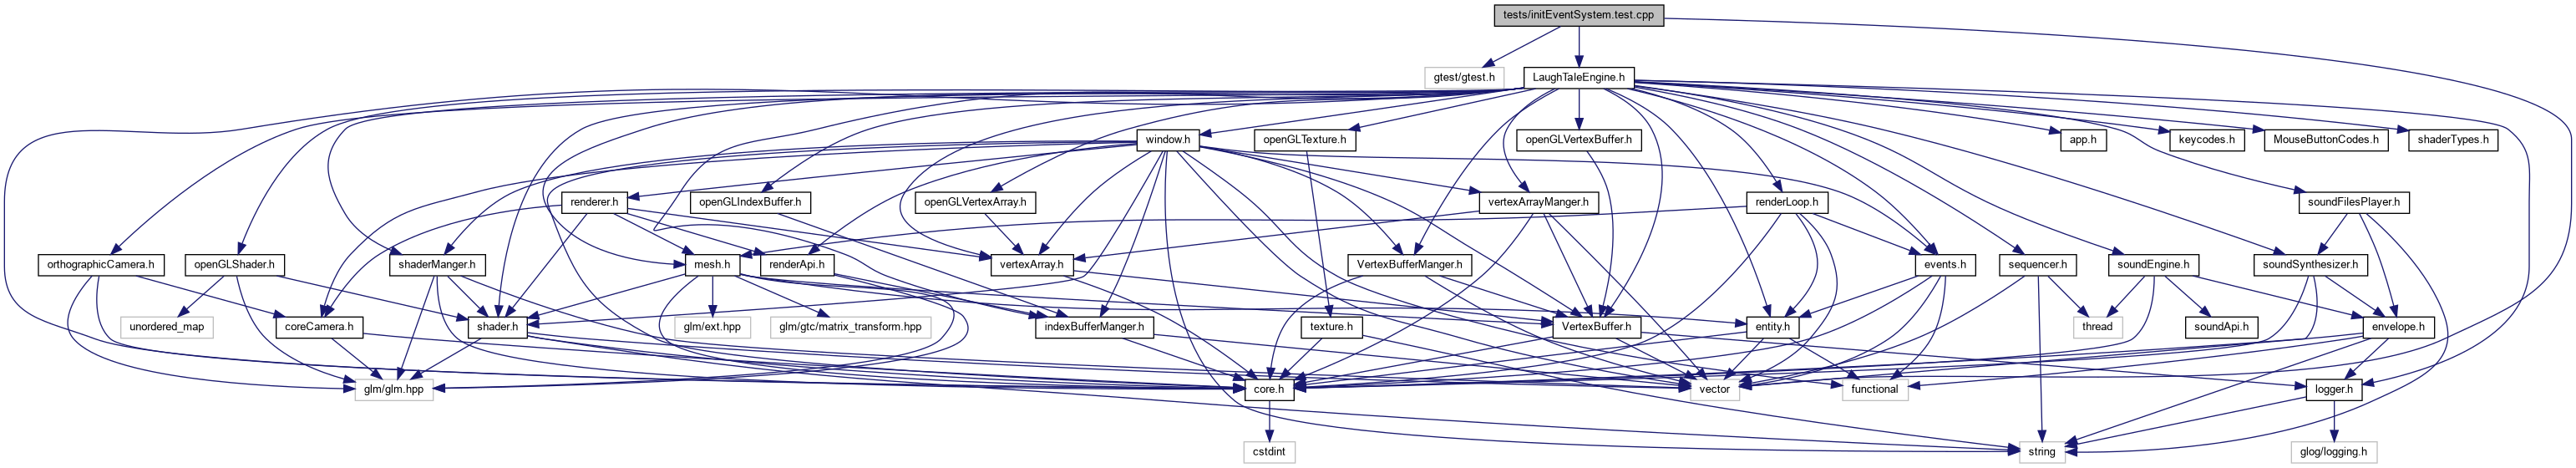 tests/initEventSystem.test.cpp
gtest/gtest.h
LaughTaleEngine.h
window.h
openGLTexture.h
openGLVertexBuffer.h
app.h
keycodes.h
MouseButtonCodes.h
shaderTypes.h
renderer.h
openGLIndexBuffer.h
openGLVertexArray.h
vertexArrayManger.h
renderLoop.h
soundFilesPlayer.h
orthographicCamera.h
openGLShader.h
shaderManger.h
mesh.h
renderApi.h
vertexArray.h
VertexBufferManger.h
events.h
sequencer.h
soundEngine.h
soundSynthesizer.h
unordered_map
coreCamera.h
shader.h
glm/ext.hpp
glm/gtc/matrix_transform.hpp
indexBufferManger.h
texture.h
VertexBuffer.h
entity.h
thread
soundApi.h
envelope.h
glm/glm.hpp
core.h
vector
functional
logger.h
cstdint
string
glog/logging.h